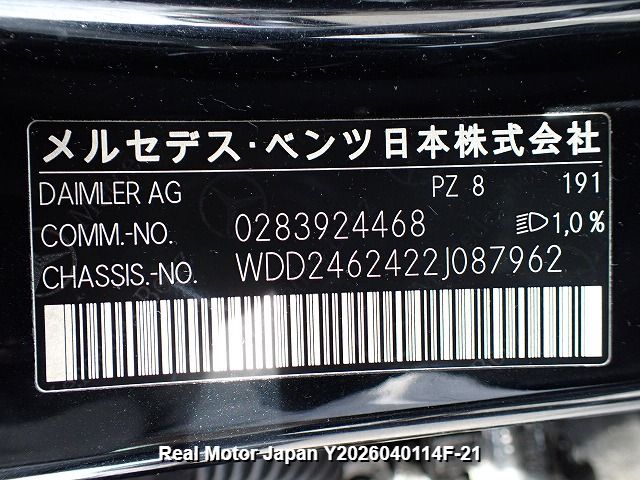 メルセデス・ベンツ日本株式会社
DAIMLER AG PZ 8 191
COMM.-NO. 0283924468 1,0 %
CHASSIS.-NO. WDD2462422J087962
Real Motor Japan Y2026040114F-21